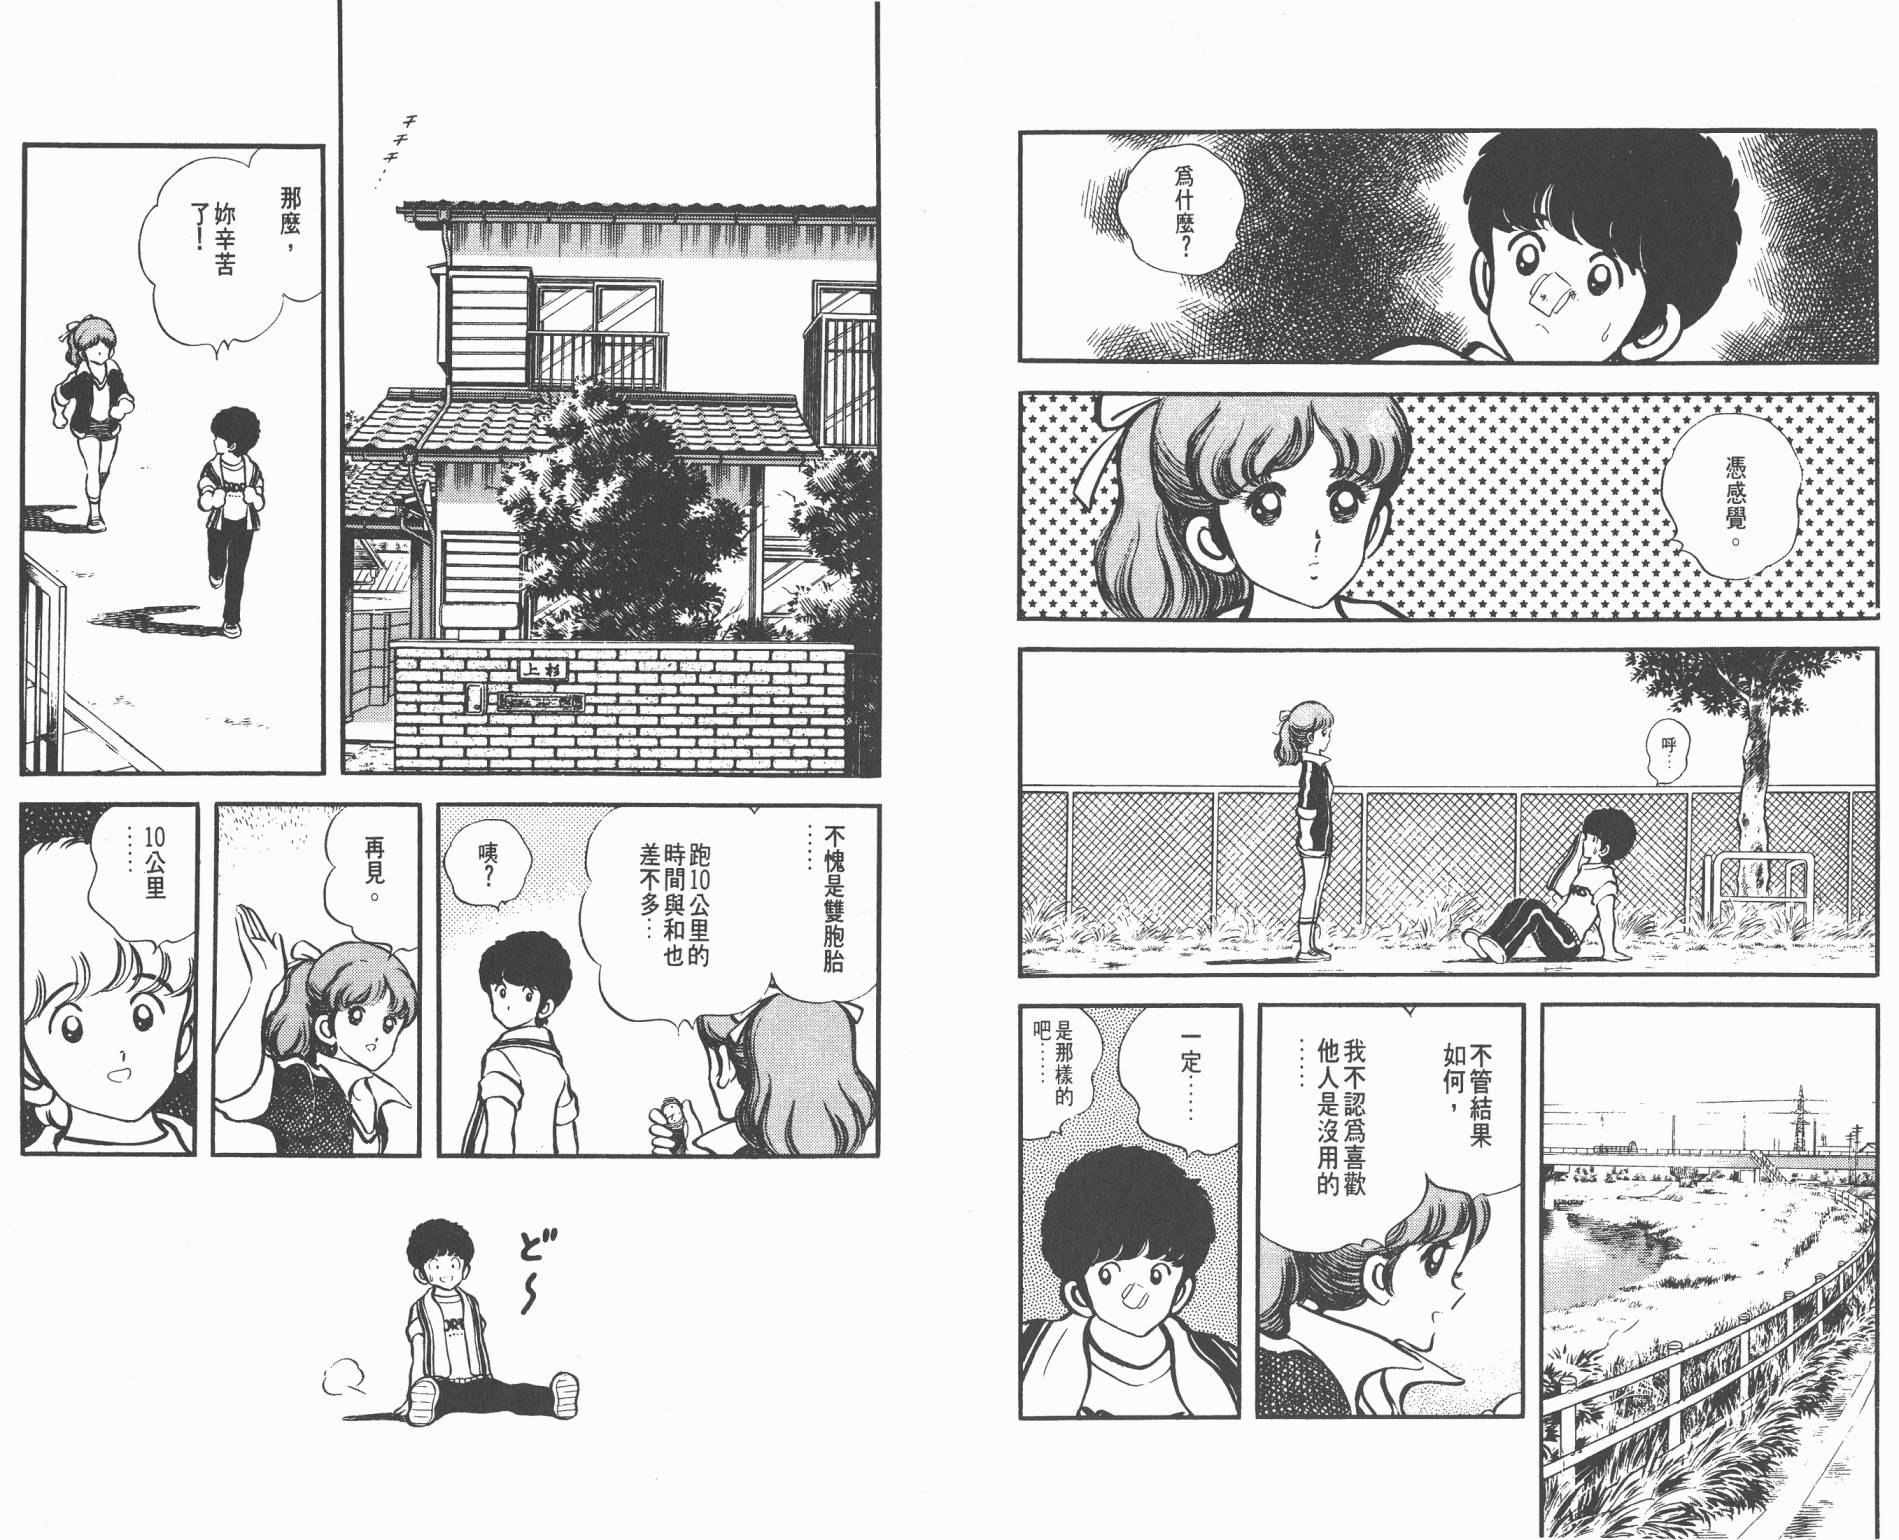 爲什麼？
憑感覺。
呼…
不管結果
如何，
我不認爲喜歡
他人是沒用的
……
一定……
是那樣的
吧……
チチチ…
上杉
那麼，
妳辛苦
了！
不愧是雙胞胎
……
跑10公里的
時間與和也
差不多…
咦？
再見。
10公里
……
ど〜